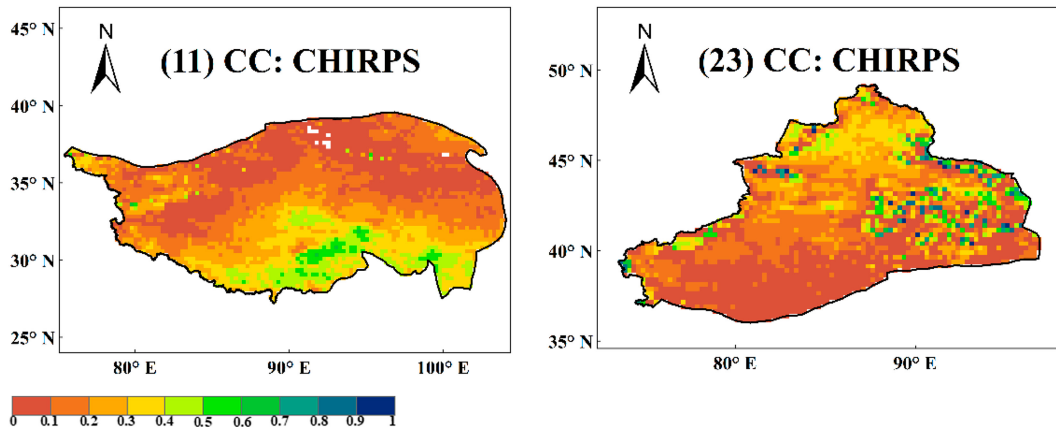 45° N
N
(11) CC: CHIRPS
40° N
35° N
30° N
25° N
80° E
90° E
100° E
50° N
N
(23) CC: CHIRPS
45° N
40° N
35° N
80° E
90° E
0 0.1 0.2 0.3 0.4 0.5 0.6 0.7 0.8 0.9 1